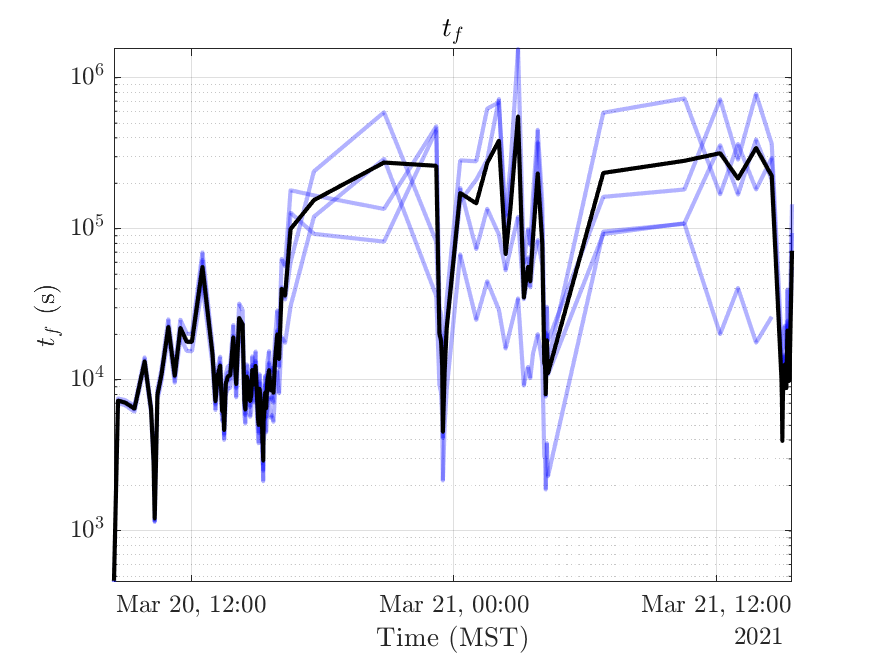 t_f
t_f (s)
10^6
10^5
10^4
10^3
Mar 20, 12:00 Mar 21, 00:00 Mar 21, 12:00
Time (MST) 2021